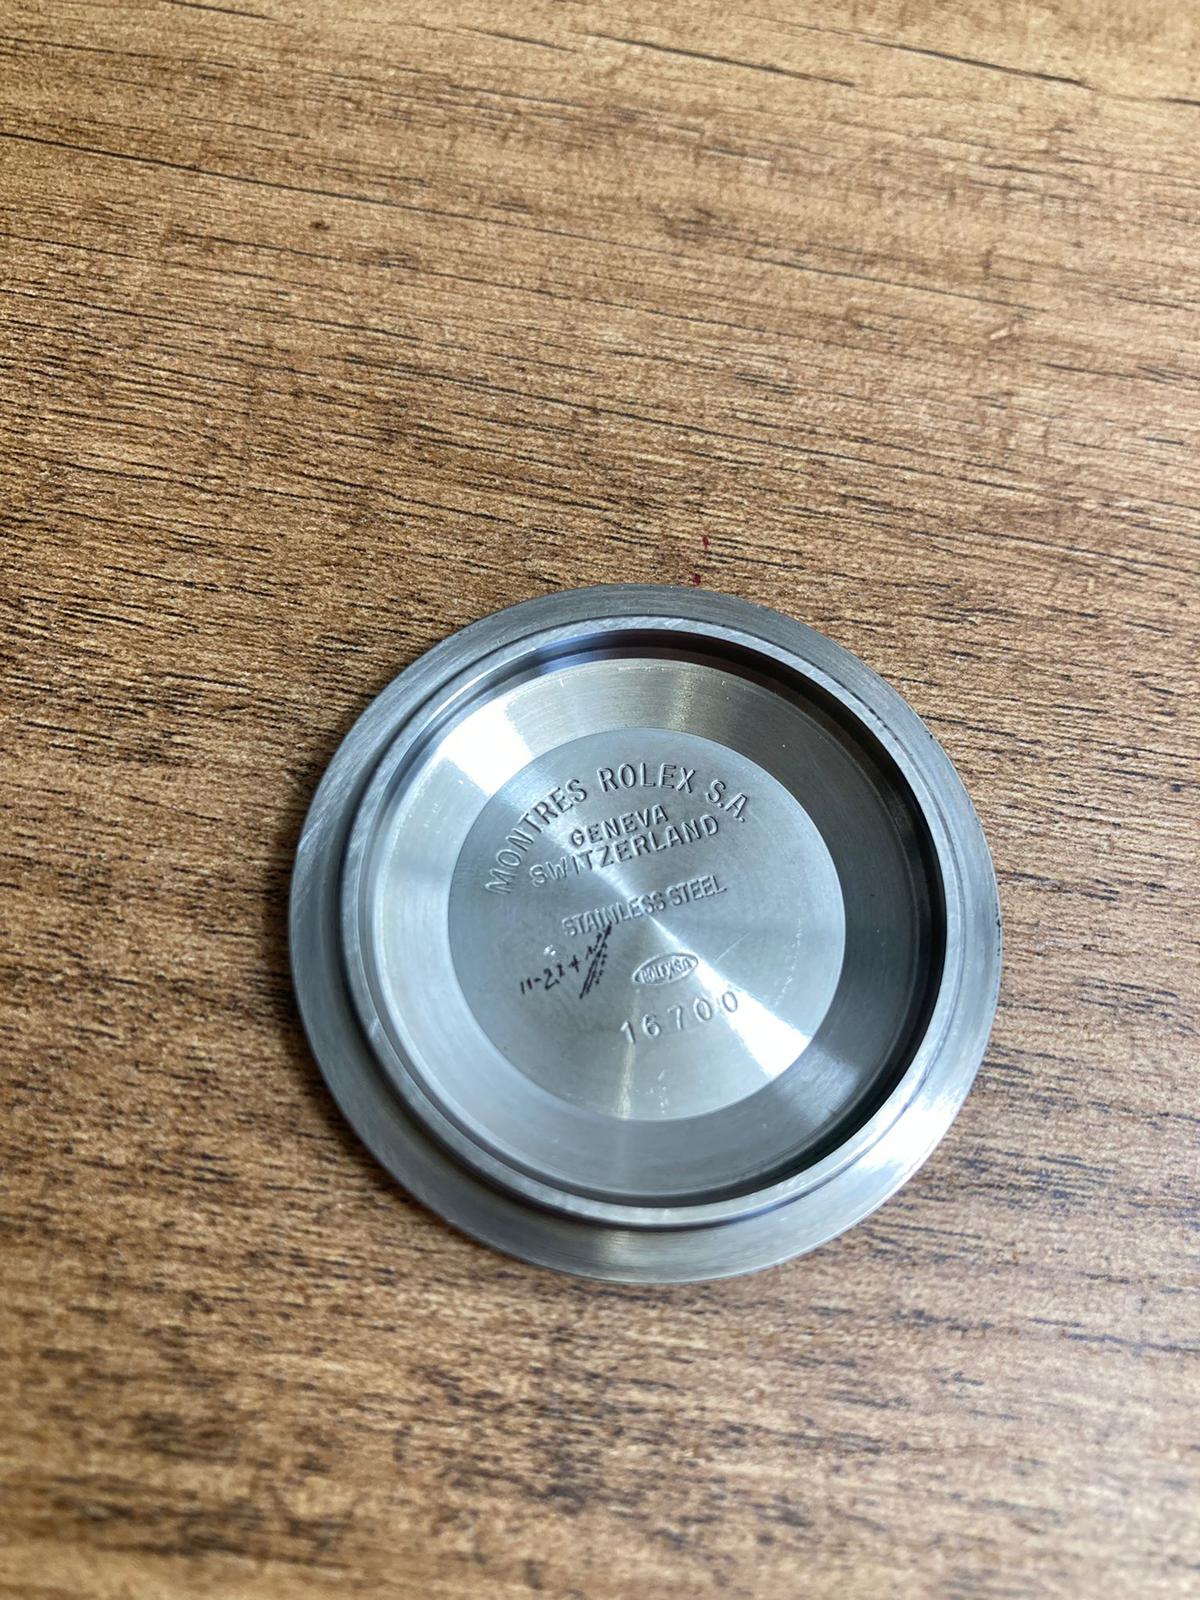 MONTRES ROLEX S.A.
GENEVA
SWITZERLAND
STAINLESS STEEL
ROLEX SA
16700